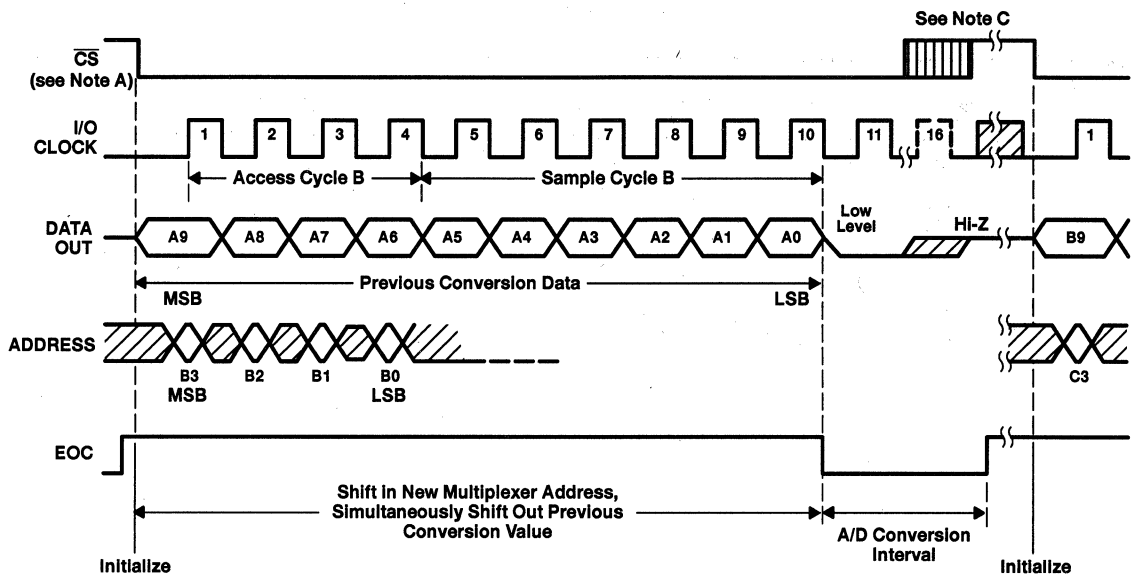 See Note C
CS
(see Note A)
I/O
CLOCK
1 2 3 4 5 6 7 8 9 10 11 16 1
Access Cycle B
Sample Cycle B
DATA
OUT
A9 A8 A7 A6 A5 A4 A3 A2 A1 A0
Low
Level
Hi-Z
B9
Previous Conversion Data
MSB
LSB
ADDRESS
B3 B2 B1 B0 C3
MSB
LSB
EOC
Shift in New Multiplexer Address,
Simultaneously Shift Out Previous
Conversion Value
A/D Conversion
Interval
Initialize
Initialize